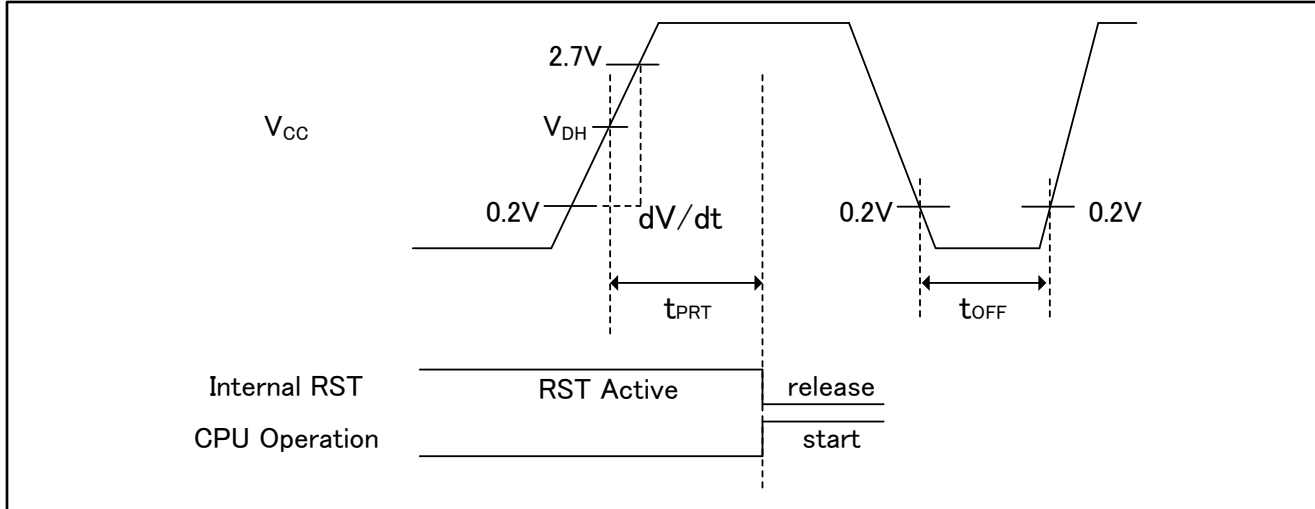 2.7V
VCC
VDH
0.2V
dV/dt
0.2V
0.2V
tPRT
tOFF
Internal RST
RST Active
release
CPU Operation
start